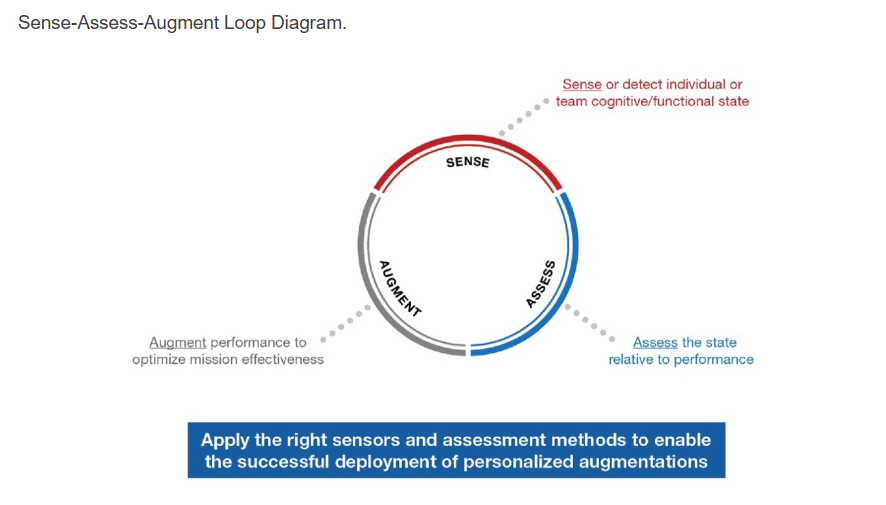 Sense-Assess-Augment Loop Diagram.
Sense or detect individual or
team cognitive/functional state
SENSE
AUGMENT
ASSESS
Augment performance to
optimize mission effectiveness
Assess the state
relative to performance
Apply the right sensors and assessment methods to enable
the successful deployment of personalized augmentations